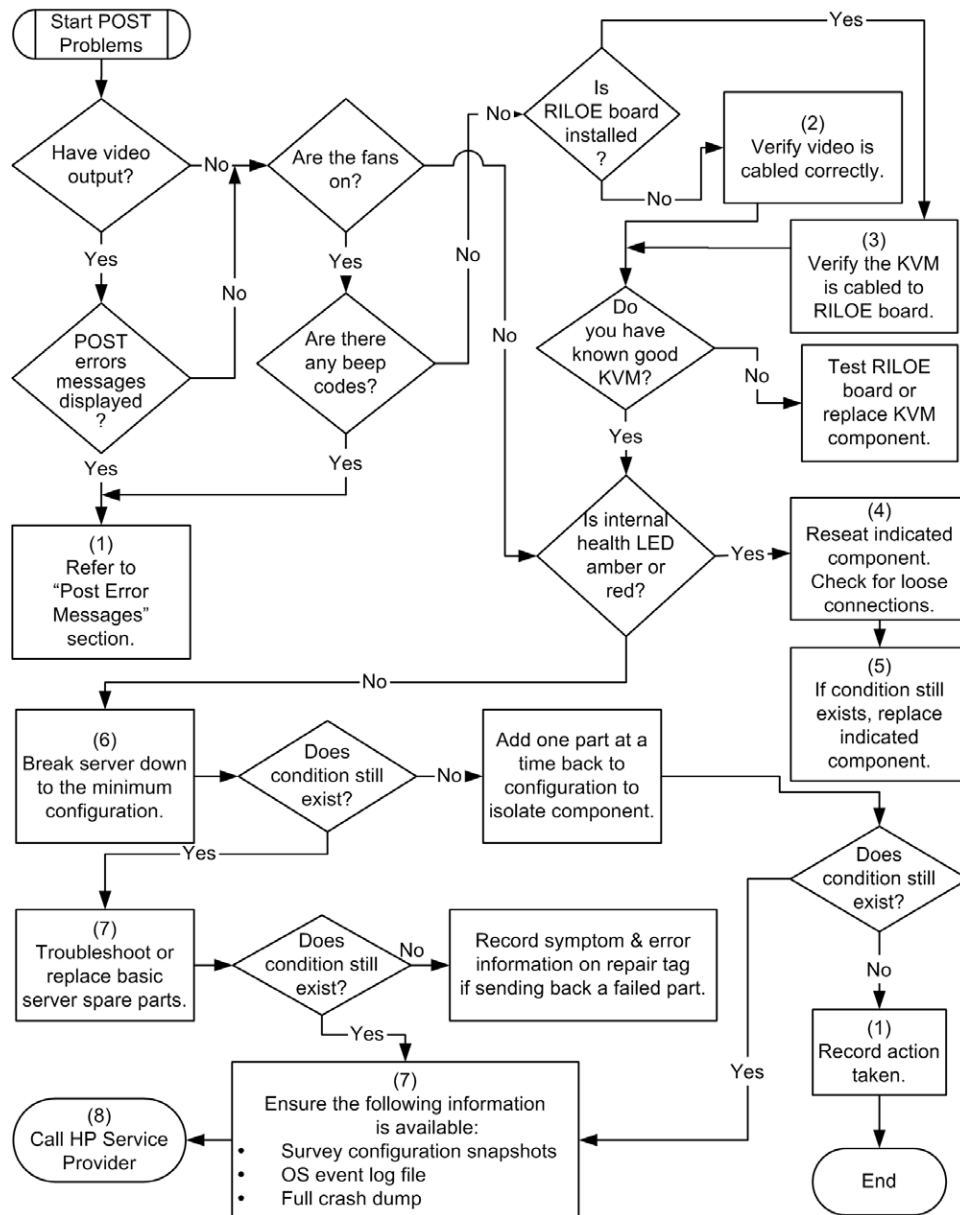 Start POST
Problems
Have video
output?
No
Yes
POST
errors
messages
displayed
?
No
Yes
(1)
Refer to
“Post Error
Messages”
section.
Are the fans
on?
No
Yes
Are there
any beep
codes?
No
Yes
Is
RILOE board
installed
?
Yes
No
(2)
Verify video is
cabled correctly.
(3)
Verify the KVM
is cabled to
RILOE board.
Do
you have
known good
KVM?
No
Test RILOE
board or
replace KVM
component.
Yes
Is internal
health LED
amber or
red?
Yes
(4)
Reseat indicated
component.
Check for loose
connections.
(5)
If condition still
exists, replace
indicated
component.
No
(6)
Break server down
to the minimum
configuration.
Does
condition still
exist?
No
Add one part at a
time back to
configuration to
isolate component.
Yes
Does
condition still
exist?
Yes
No
(1)
Record action
taken.
End
(7)
Troubleshoot or
replace basic
server spare parts.
Does
condition still
exist?
No
Record symptom & error
information on repair tag
if sending back a failed part.
Yes
(7)
Ensure the following information
is available:
• Survey configuration snapshots
• OS event log file
• Full crash dump
(8)
Call HP Service
Provider